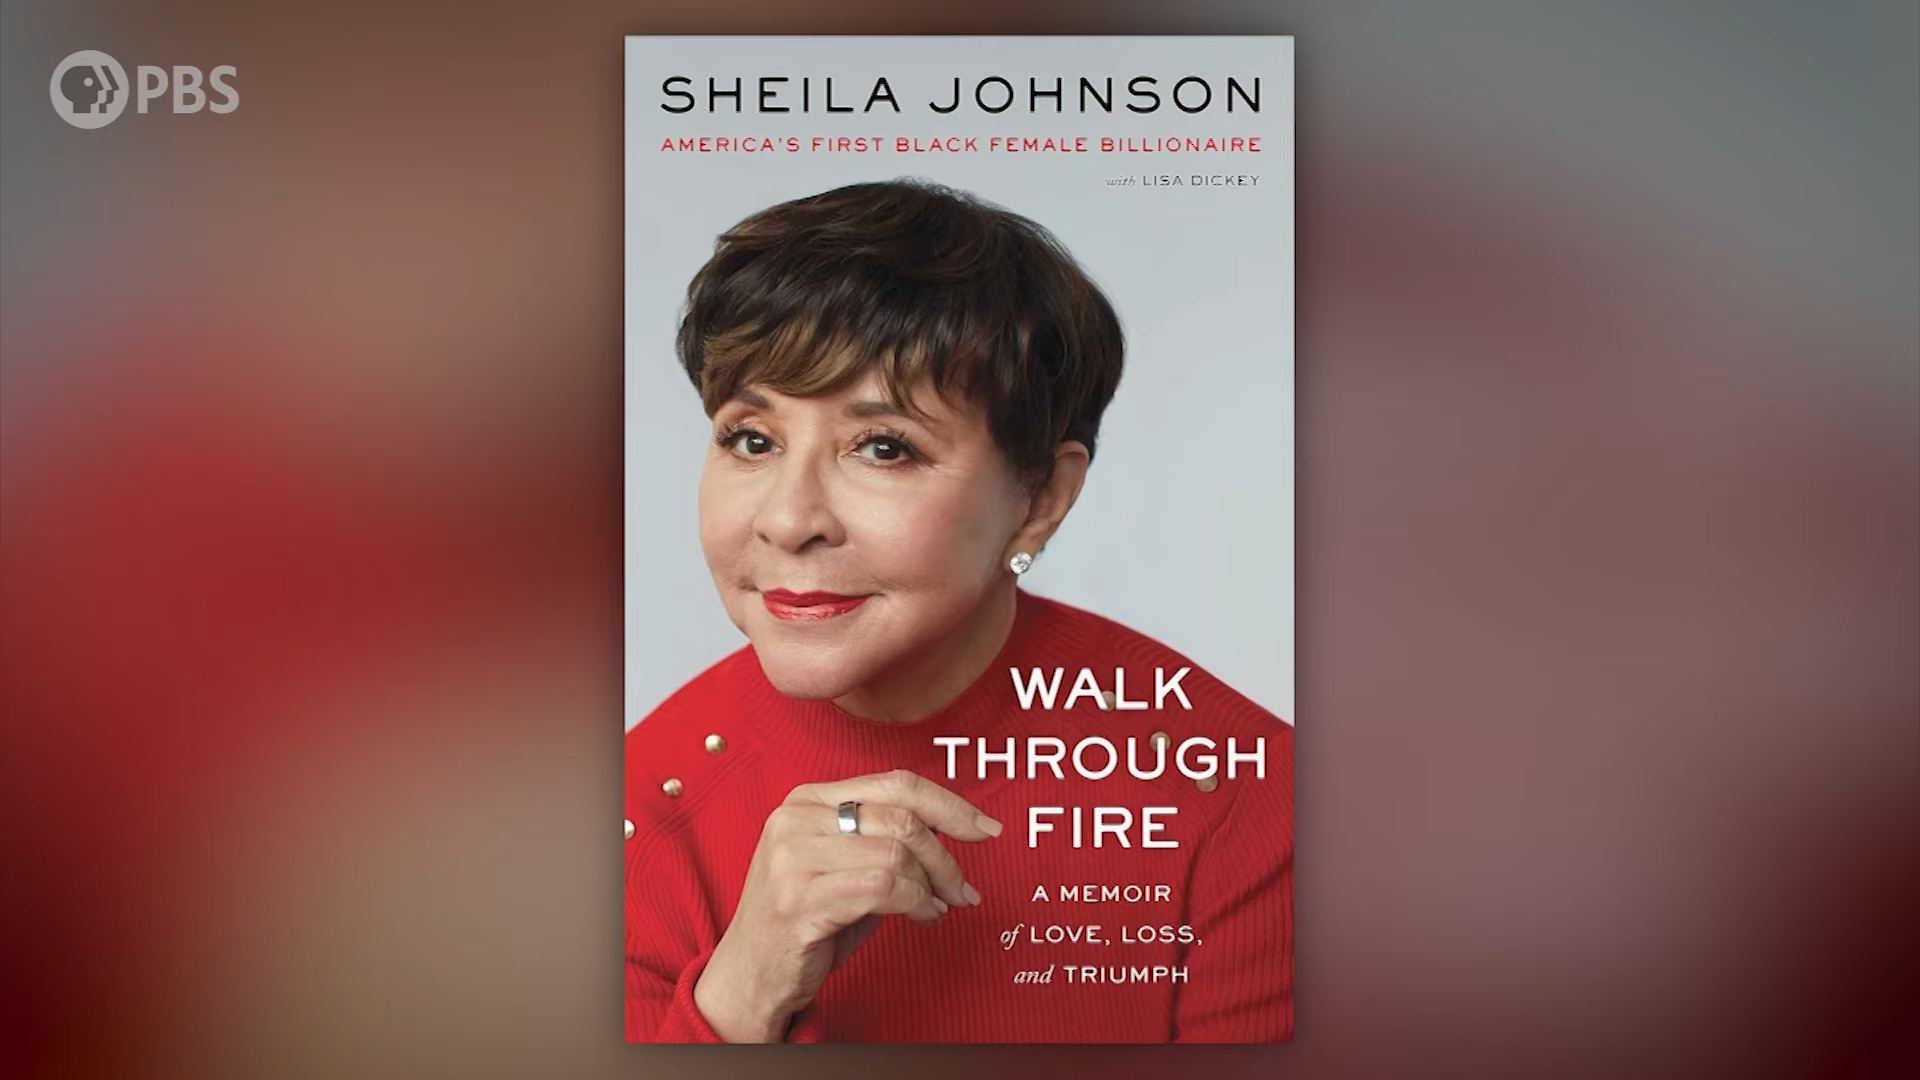 PBS
SHEILA JOHNSON
AMERICA'S FIRST BLACK FEMALE BILLIONAIRE
with LISA DICKEY
WALK
THROUGH
FIRE
A MEMOIR
of LOVE, LOSS,
and TRIUMPH